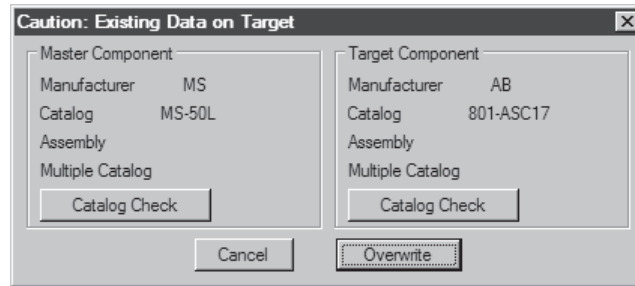 Caution: Existing Data on Target
Master Component
Manufacturer MS
Catalog MS-50L
Assembly
Multiple Catalog
Catalog Check
Target Component
Manufacturer AB
Catalog 801-ASC17
Assembly
Multiple Catalog
Catalog Check
Cancel Overwrite